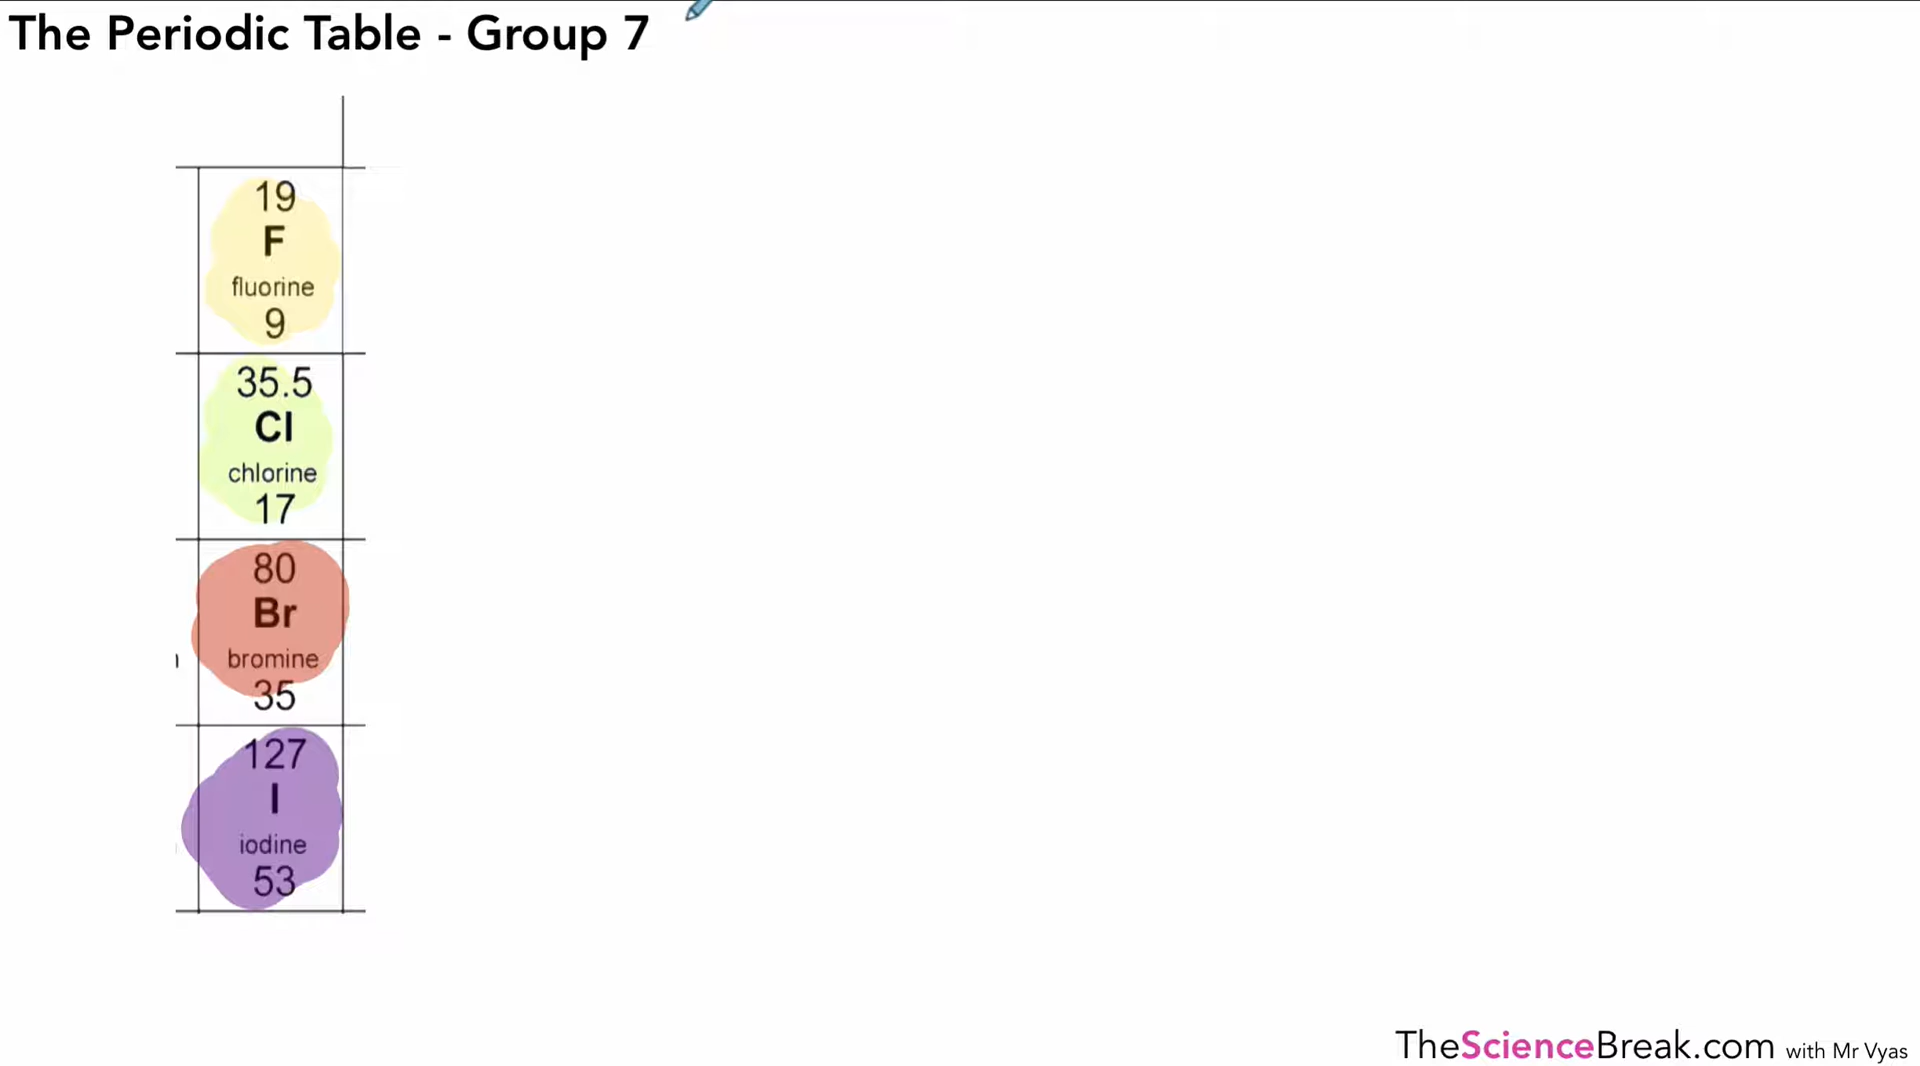 The Periodic Table - Group 7
19
F
fluorine
9
35.5
Cl
chlorine
17
80
Br
bromine
35
127
I
iodine
53
TheScienceBreak.com with Mr Vyas